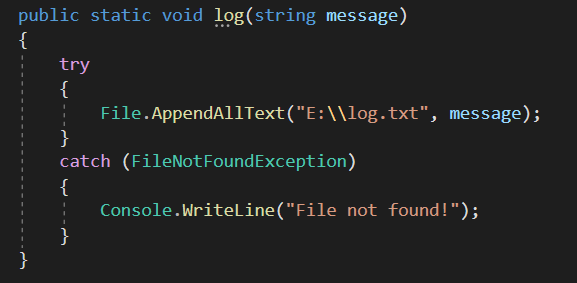 public static void log(string message)
{
try
{
File.AppendAllText("E:\\log.txt", message);
}
catch (FileNotFoundException)
{
Console.WriteLine("File not found!");
}
}